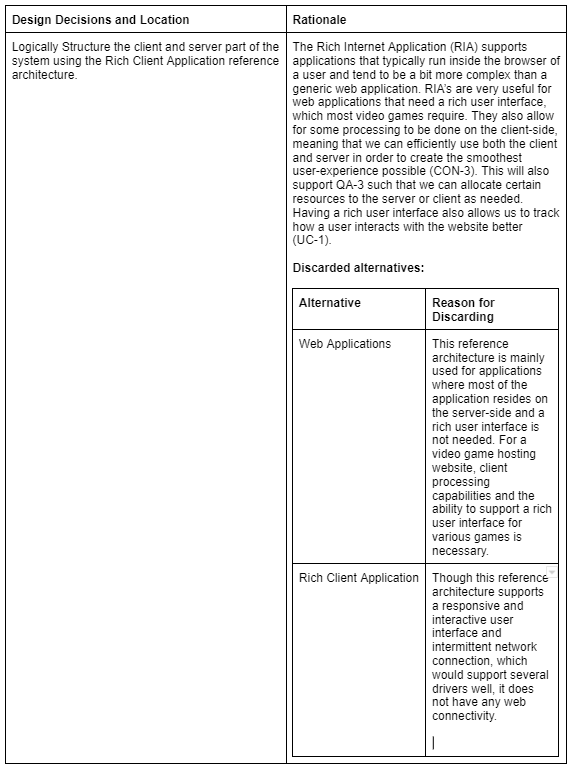 Design Decisions and Location
Rationale
Logically Structure the client and server part of the
system using the Rich Client Application reference
architecture.
The Rich Internet Application (RIA) supports
applications that typically run inside the browser of
a user and tend to be a bit more complex than a
generic web application. RIA's are very useful for
web applications that need a rich user interface,
which most video games require. They also allow
for some processing to be done on the client-side,
meaning that we can efficiently use both the client
and server in order to create the smoothest
user-experience possible (CON-3). This will also
support QA-3 such that we can allocate certain
resources to the server or client as needed.
Having a rich user interface also allows us to track
how a user interacts with the website better
(UC-1).
Discarded alternatives:
Alternative
Reason for
Discarding
Web Applications
This reference
architecture is mainly
used for applications
where most of the
application resides on
the server-side and a
rich user interface is
not needed. For a
video game hosting
website, client
processing
capabilities and the
ability to support a rich
user interface for
various games is
necessary.
Rich Client Application
Though this reference
architecture supports
a responsive and
interactive user
interface and
intermittent network
connection, which
would support several
drivers well, it does
not have any web
connectivity.